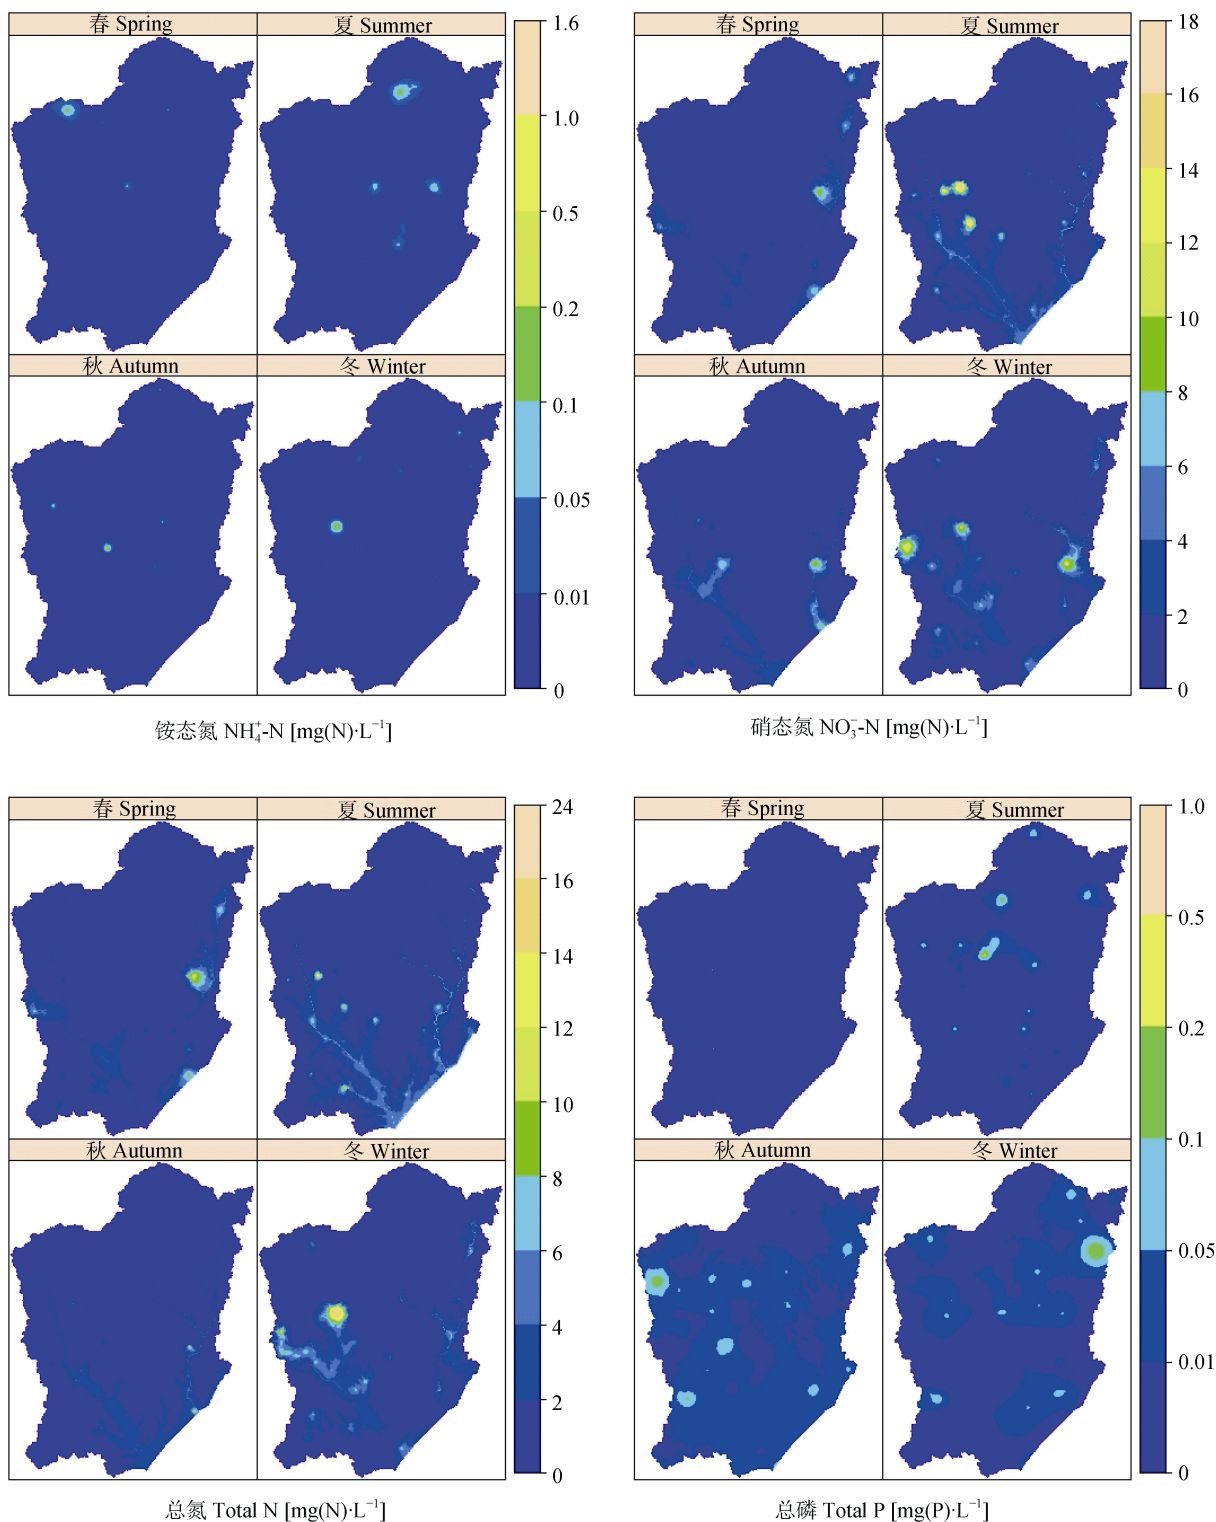 春 Spring
夏 Summer
秋 Autumn
冬 Winter
1.6
1.0
0.5
0.2
0.1
0.05
0.01
0
铵态氮 NH₄⁺-N [mg(N)·L⁻¹]
春 Spring
夏 Summer
秋 Autumn
冬 Winter
18
16
14
12
10
8
6
4
2
0
硝态氮 NO₃⁻-N [mg(N)·L⁻¹]
春 Spring
夏 Summer
秋 Autumn
冬 Winter
24
16
14
12
10
8
6
4
2
0
总氮 Total N [mg(N)·L⁻¹]
春 Spring
夏 Summer
秋 Autumn
冬 Winter
1.0
0.5
0.2
0.1
0.05
0.01
0
总磷 Total P [mg(P)·L⁻¹]